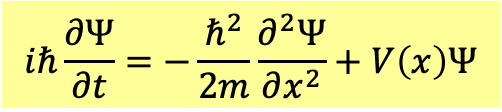 iħ ∂Ψ/∂t = − ħ²/2m ∂²Ψ/∂x² + V(x)Ψ